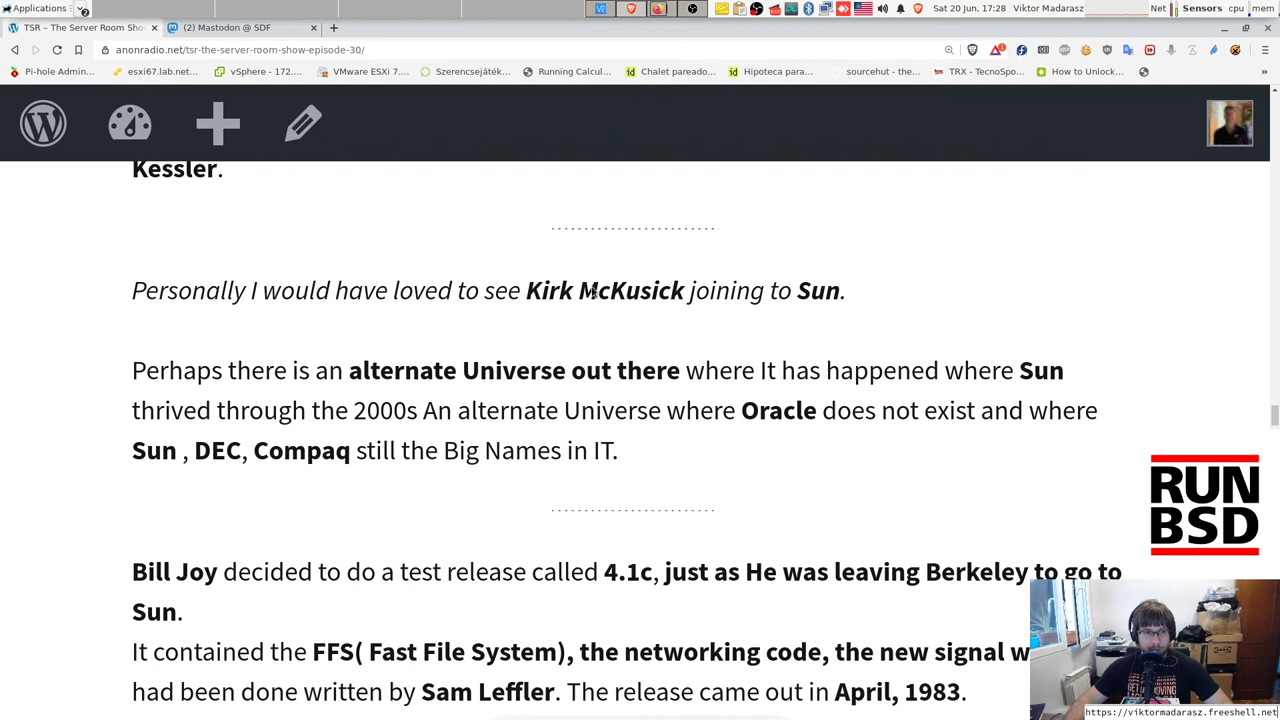 Applications
Sat 20 Jun, 17:28 Viktor Madarasz Net Sensors cpu mem
TSR – The Server Room Sho
(2) Mastodon @ SDF
anonradio.net/tsr-the-server-room-show-episode-30/
Pi-hole Admin...
esxi67.lab.net...
vSphere - 172....
VMware ESXi 7....
Szerencsejáték...
Running Calcul...
Chalet pareado...
Hipoteca para...
sourcehut - the...
TRX - TecnoSpo...
How to Unlock...
Kessler.
Personally I would have loved to see Kirk McKusick joining to Sun.
Perhaps there is an alternate Universe out there where It has happened where Sun
thrived through the 2000s An alternate Universe where Oracle does not exist and where
Sun , DEC, Compaq still the Big Names in IT.
RUN
BSD
Bill Joy decided to do a test release called 4.1c, just as He was leaving Berkeley to go to
Sun.
It contained the FFS( Fast File System), the networking code, the new signal w
had been done written by Sam Leffler. The release came out in April, 1983.
https://viktormadarasz.freeshell.net